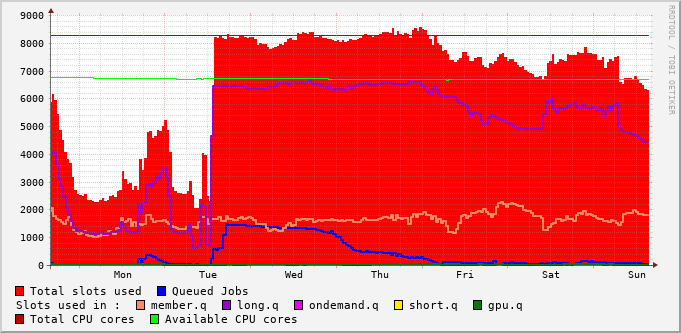 9000
8000
7000
6000
5000
4000
3000
2000
1000
0
Mon Tue Wed Thu Fri Sat Sun
RRDTOOL / TOBI OETIKER
Total slots used Queued Jobs
Slots used in : member.q long.q ondemand.q short.q gpu.q
Total CPU cores Available CPU cores